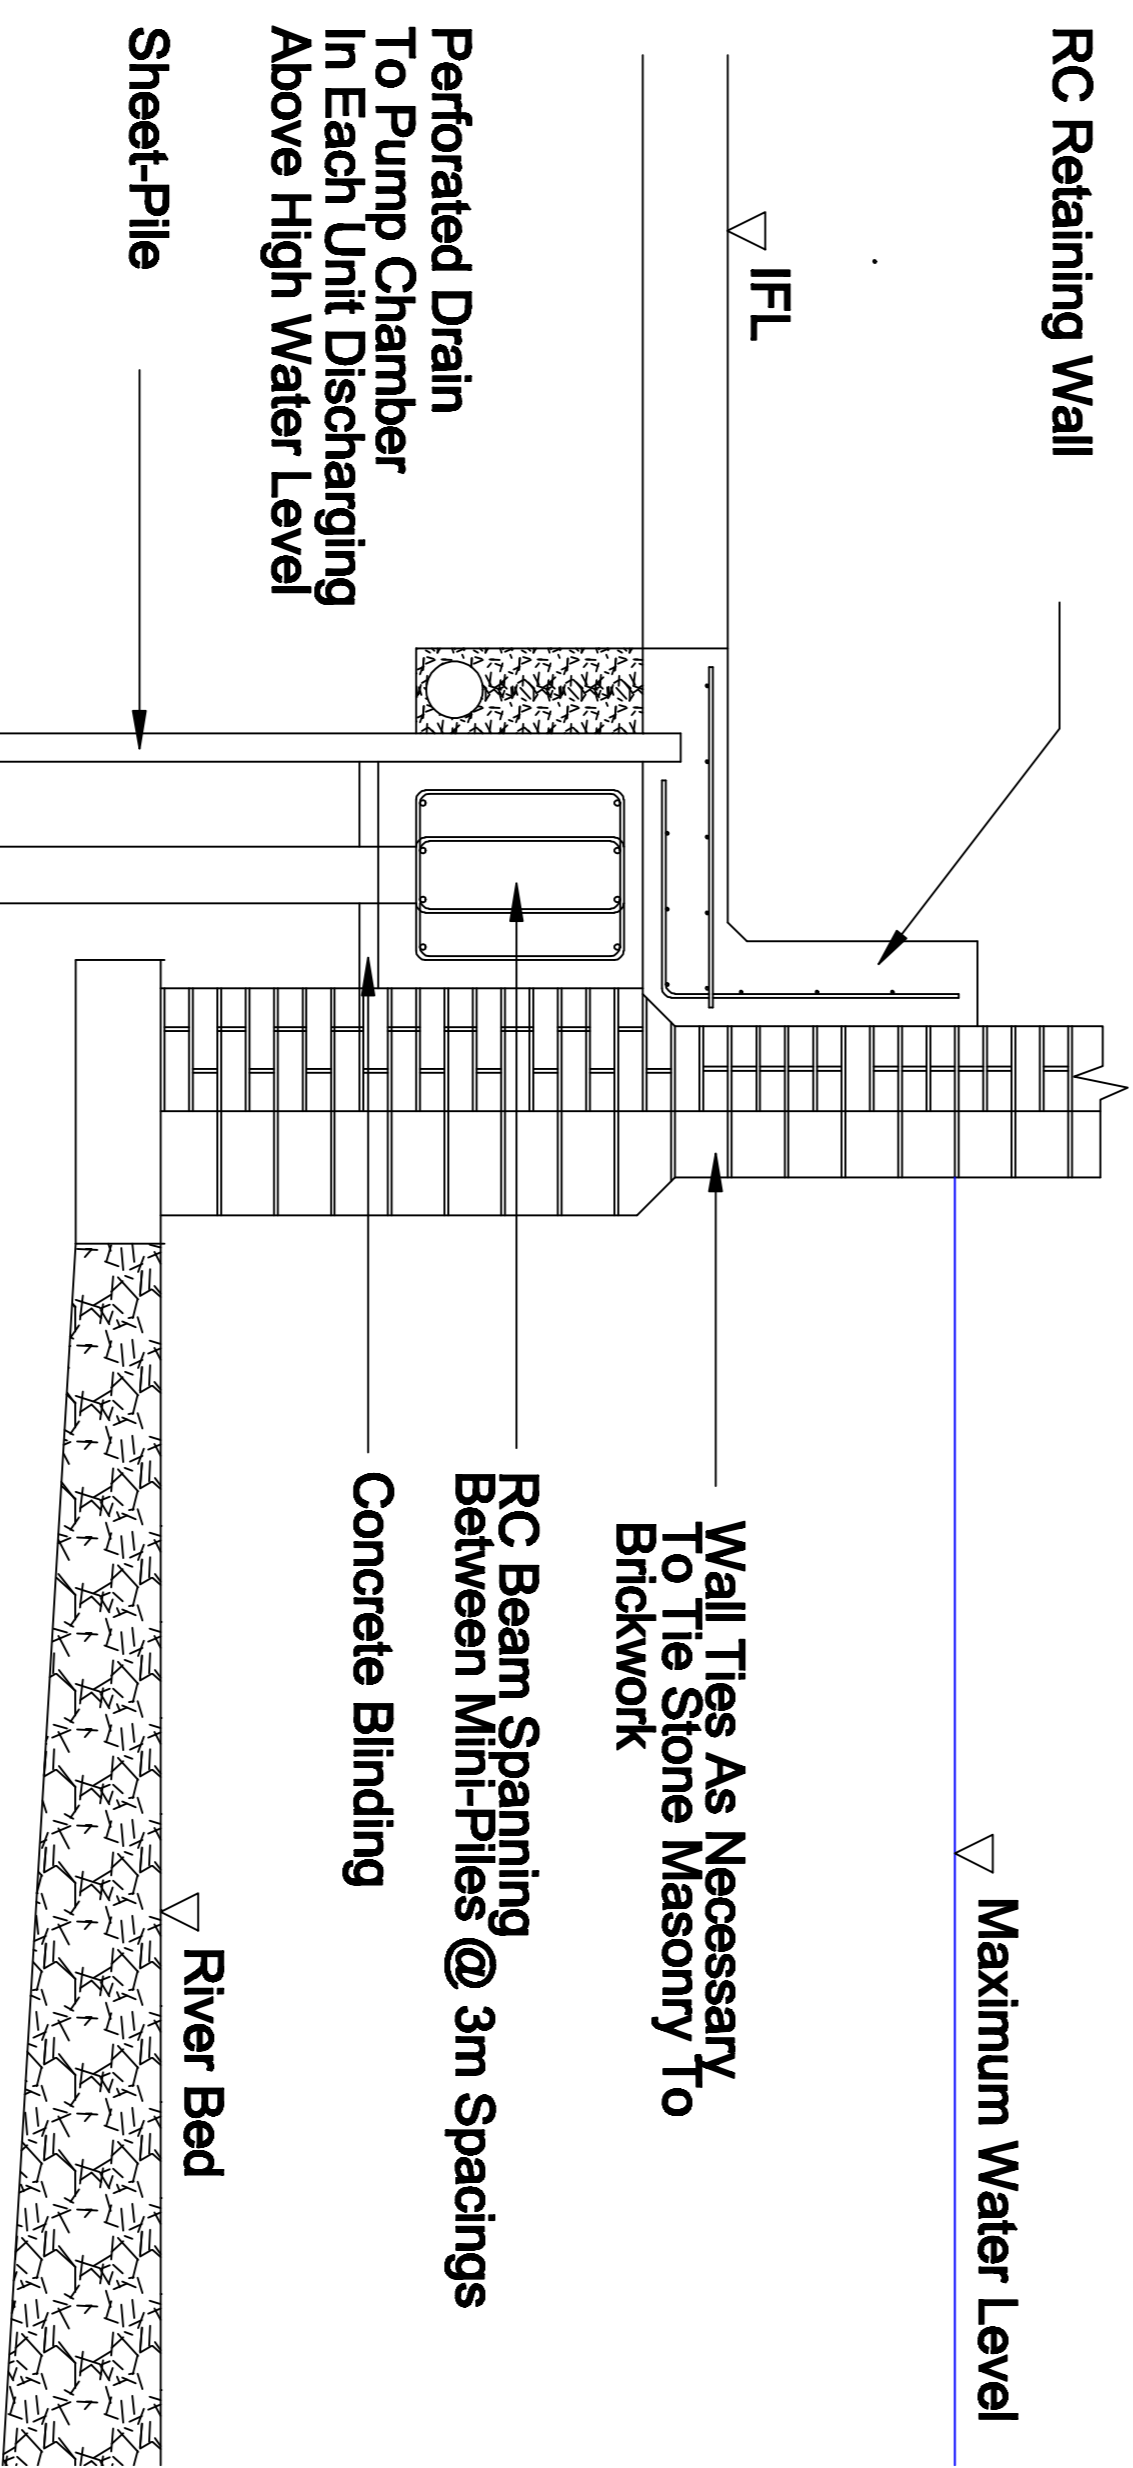 RC Retaining Wall
IFL
Perforated Drain
To Pump Chamber
In Each Unit Discharging
Above High Water Level
Sheet-Pile
Maximum Water Level
Wall Ties As Necessary
To Tie Stone Masonry To
Brickwork
RC Beam Spanning
Between Mini-Piles @ 3m Spacings
Concrete Blinding
River Bed